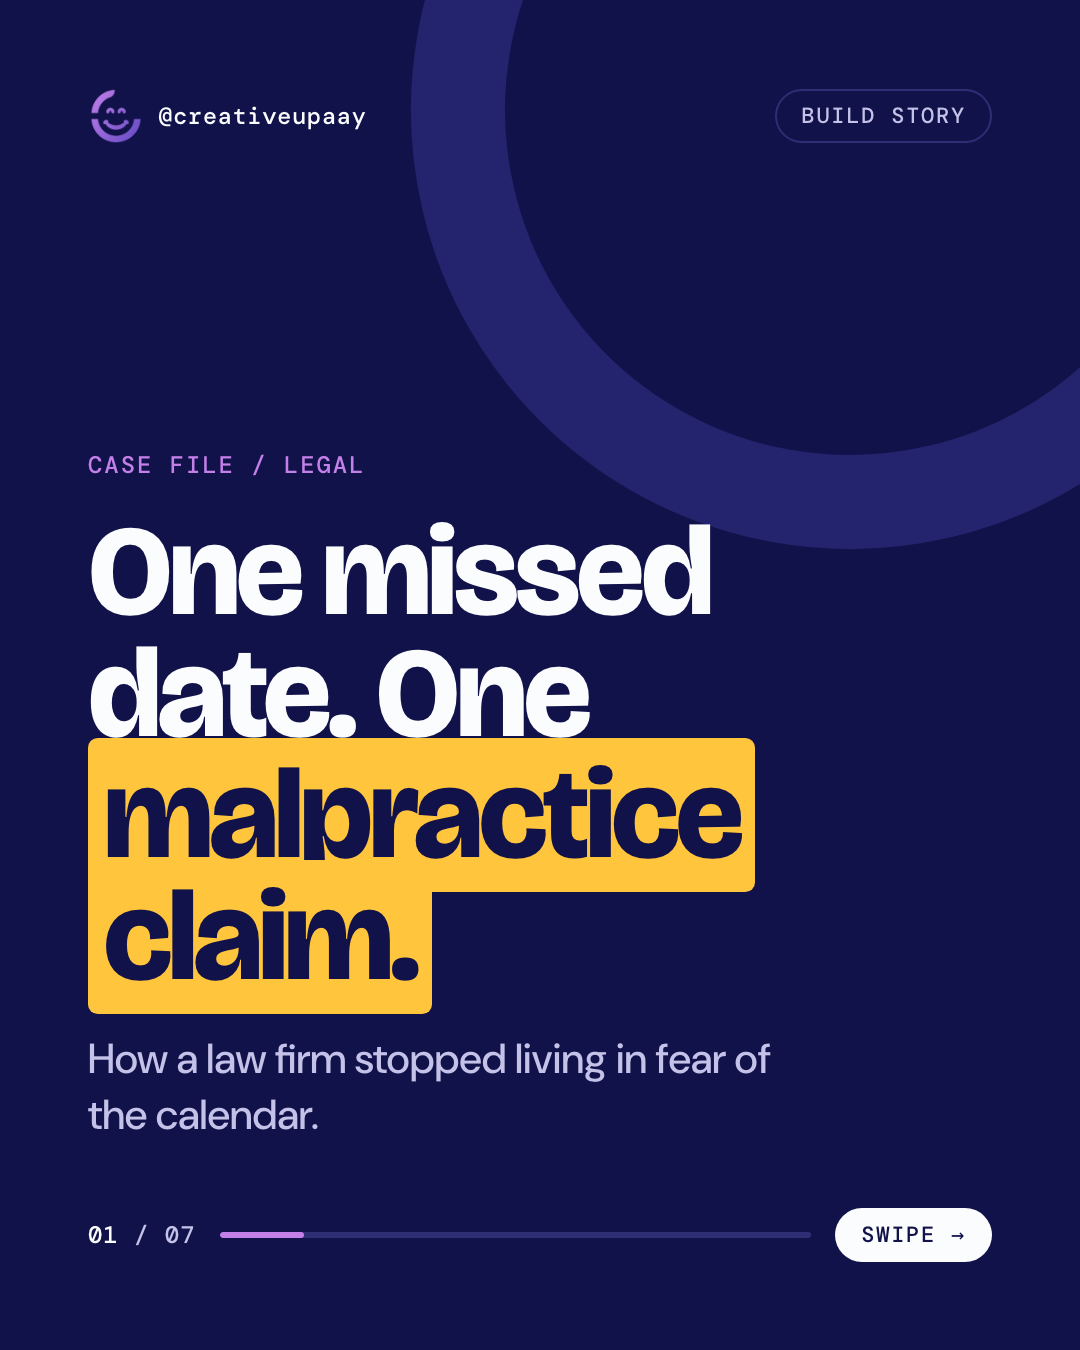 @creativeupaay
BUILD STORY
CASE FILE / LEGAL
One missed
date. One
malpractice
claim.
How a law firm stopped living in fear of
the calendar.
01 / 07
SWIPE →